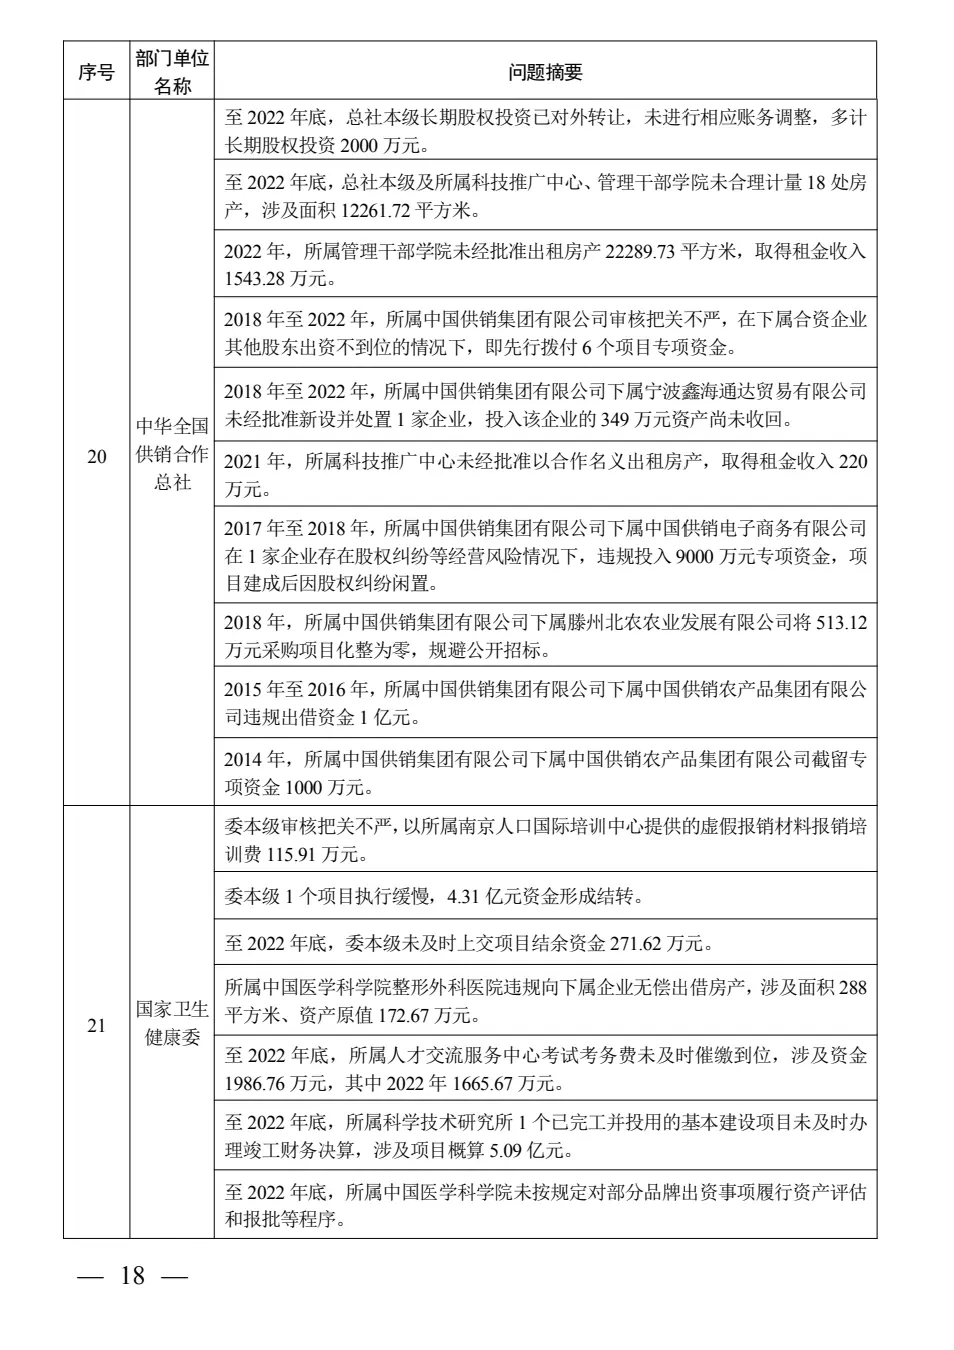 序号
部门单位
名称
问题摘要
至 2022 年底，总社本级长期股权投资已对外转让，未进行相应账务调整，多计
长期股权投资 2000 万元。
至 2022 年底，总社本级及所属科技推广中心、管理干部学院未合理计量 18 处房
产，涉及面积 12261.72 平方米。
2022 年，所属管理干部学院未经批准出租房产 22289.73 平方米，取得租金收入
1543.28 万元。
2018 年至 2022 年，所属中国供销集团有限公司审核把关不严，在下属合资企业
其他股东出资不到位的情况下，即先行拨付 6 个项目专项资金。
2018 年至 2022 年，所属中国供销集团有限公司下属宁波鑫海通达贸易有限公司
未经批准新设并处置 1 家企业，投入该企业的 349 万元资产尚未收回。
20
中华全国
供销合作
总社
2021 年，所属科技推广中心未经批准以合作名义出租房产，取得租金收入 220
万元。
2017 年至 2018 年，所属中国供销集团有限公司下属中国供销电子商务有限公司
在 1 家企业存在股权纠纷等经营风险情况下，违规投入 9000 万元专项资金，项
目建成后因股权纠纷闲置。
2018 年，所属中国供销集团有限公司下属滕州北农农业发展有限公司将 513.12
万元采购项目化整为零，规避公开招标。
2015 年至 2016 年，所属中国供销集团有限公司下属中国供销农产品集团有限公
司违规出借资金 1 亿元。
2014 年，所属中国供销集团有限公司下属中国供销农产品集团有限公司截留专
项资金 1000 万元。
委本级审核把关不严，以所属南京人口国际培训中心提供的虚假报销材料报销培
训费 115.91 万元。
委本级 1 个项目执行缓慢，4.31 亿元资金形成结转。
至 2022 年底，委本级未及时上交项目结余资金 271.62 万元。
所属中国医学科学院整形外科医院违规向下属企业无偿出借房产，涉及面积 288
平方米、资产原值 172.67 万元。
21
国家卫生
健康委
至 2022 年底，所属人才交流服务中心考试考务费未及时催缴到位，涉及资金
1986.76 万元，其中 2022 年 1665.67 万元。
至 2022 年底，所属科学技术研究所 1 个已完工并投用的基本建设项目未及时办
理竣工财务决算，涉及项目概算 5.09 亿元。
至 2022 年底，所属中国医学科学院未按规定对部分品牌出资事项履行资产评估
和报批等程序。
— 18 —